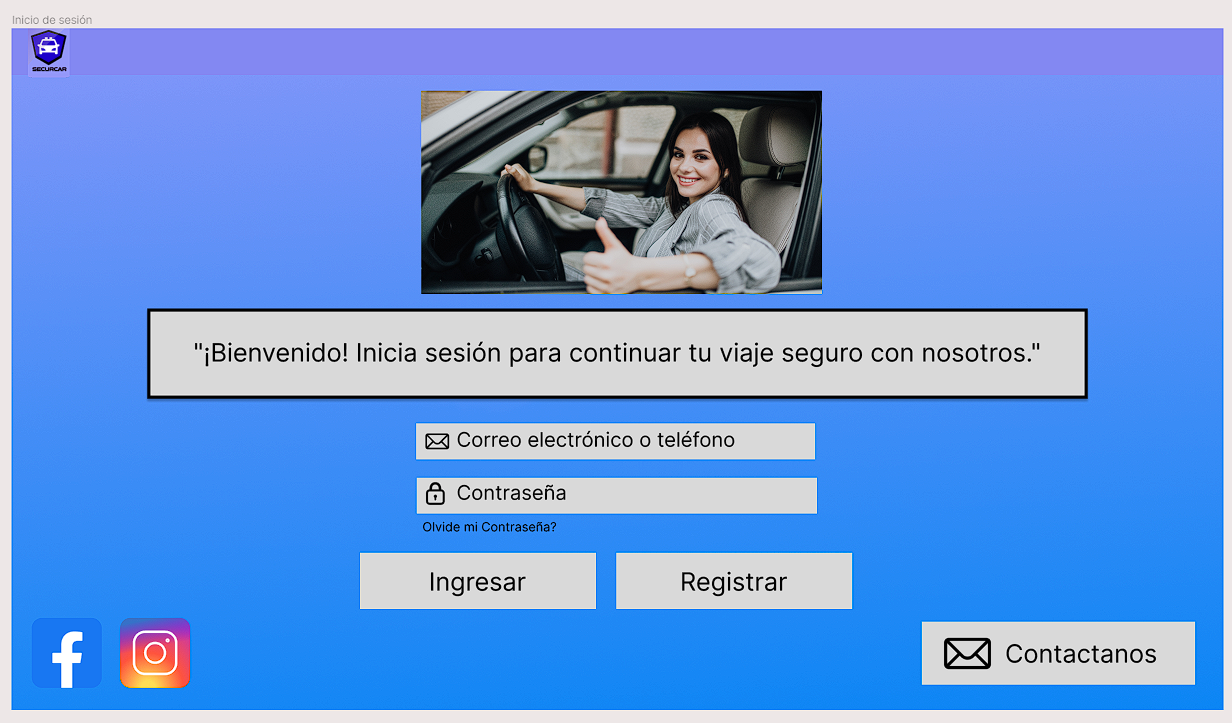 Inicio de sesión
SECURCAR
"¡Bienvenido! Inicia sesión para continuar tu viaje seguro con nosotros."
Correo electrónico o teléfono
Contraseña
Olvide mi Contraseña?
Ingresar
Registrar
Contactanos